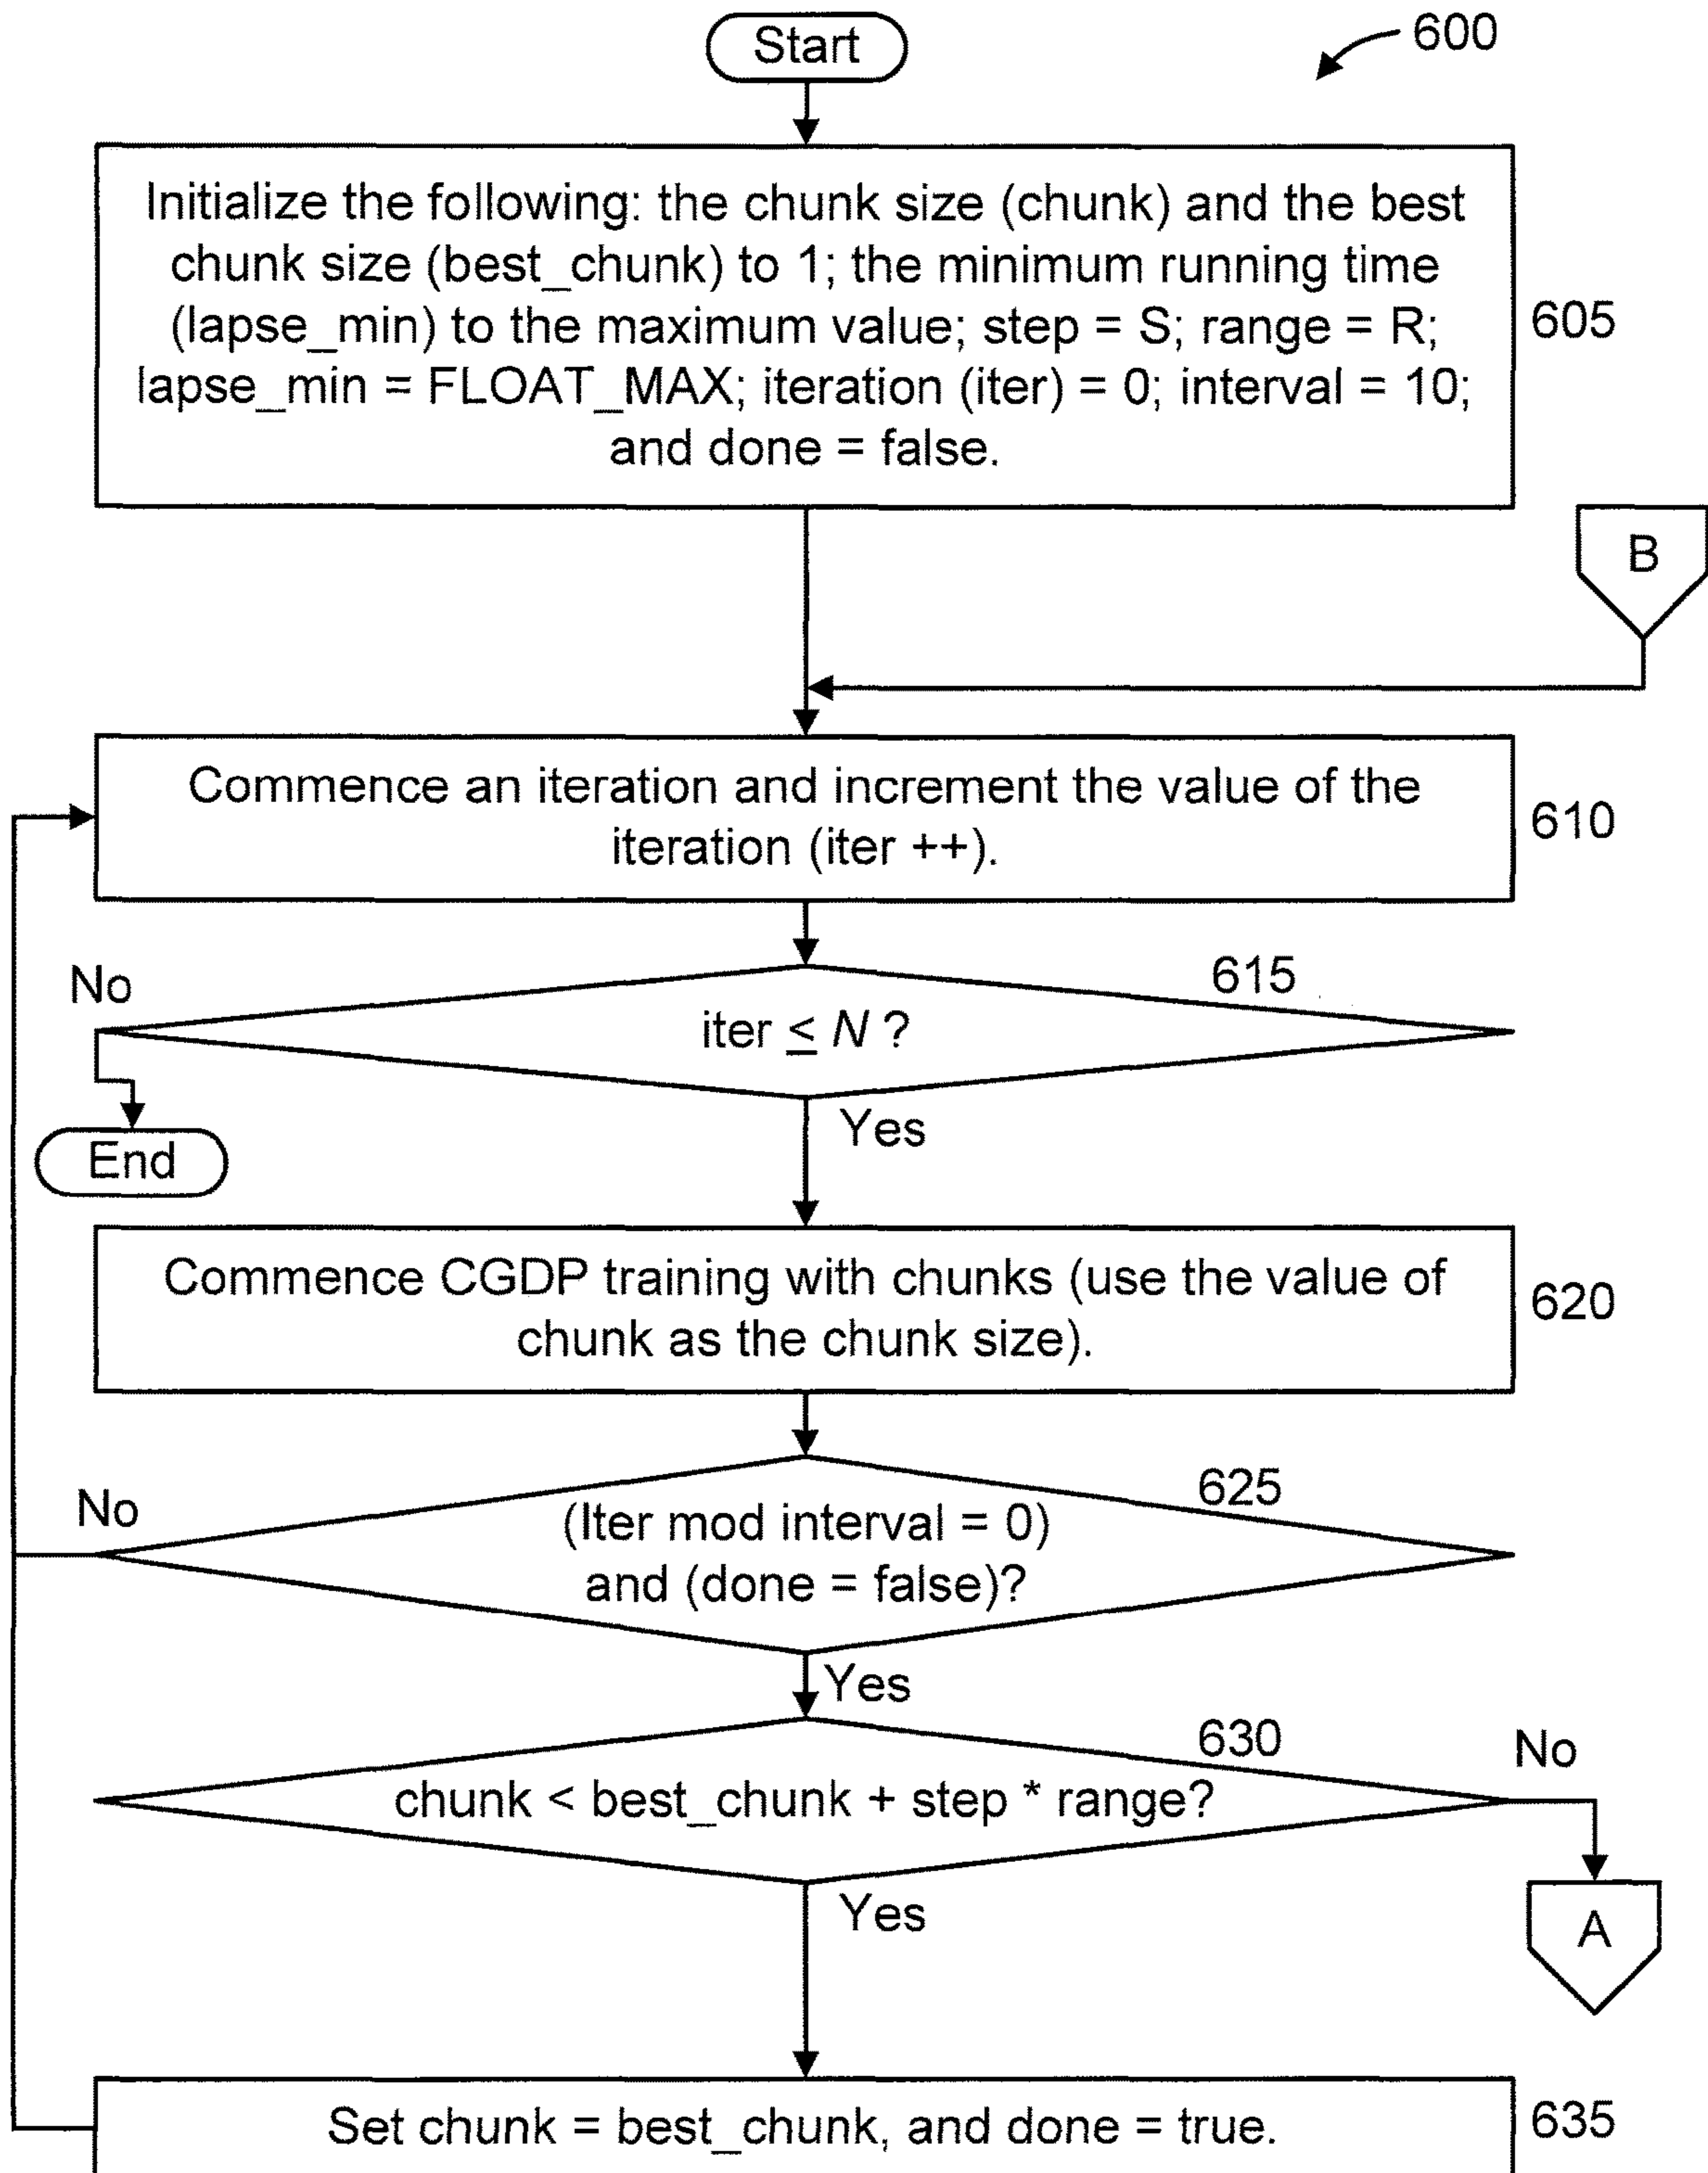 Start
600
Initialize the following: the chunk size (chunk) and the best
chunk size (best_chunk) to 1; the minimum running time
(lapse_min) to the maximum value; step = S; range = R;
lapse_min = FLOAT_MAX; iteration (iter) = 0; interval = 10;
and done = false.
605
B
Commence an iteration and increment the value of the
iteration (iter ++).
610
No
615
iter ≤ N ?
Yes
End
Commence CGDP training with chunks (use the value of
chunk as the chunk size).
620
No
625
(Iter mod interval = 0)
and (done = false)?
Yes
630
No
chunk < best_chunk + step * range?
Yes
A
Set chunk = best_chunk, and done = true.
635